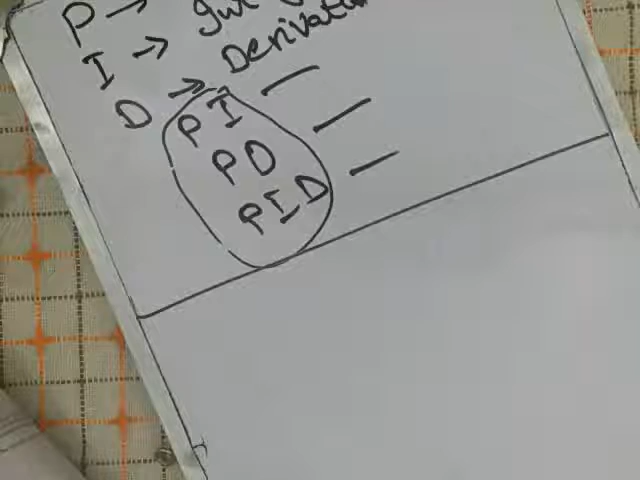 P →
I →
D → Derivati
PI —
PD —
PID —